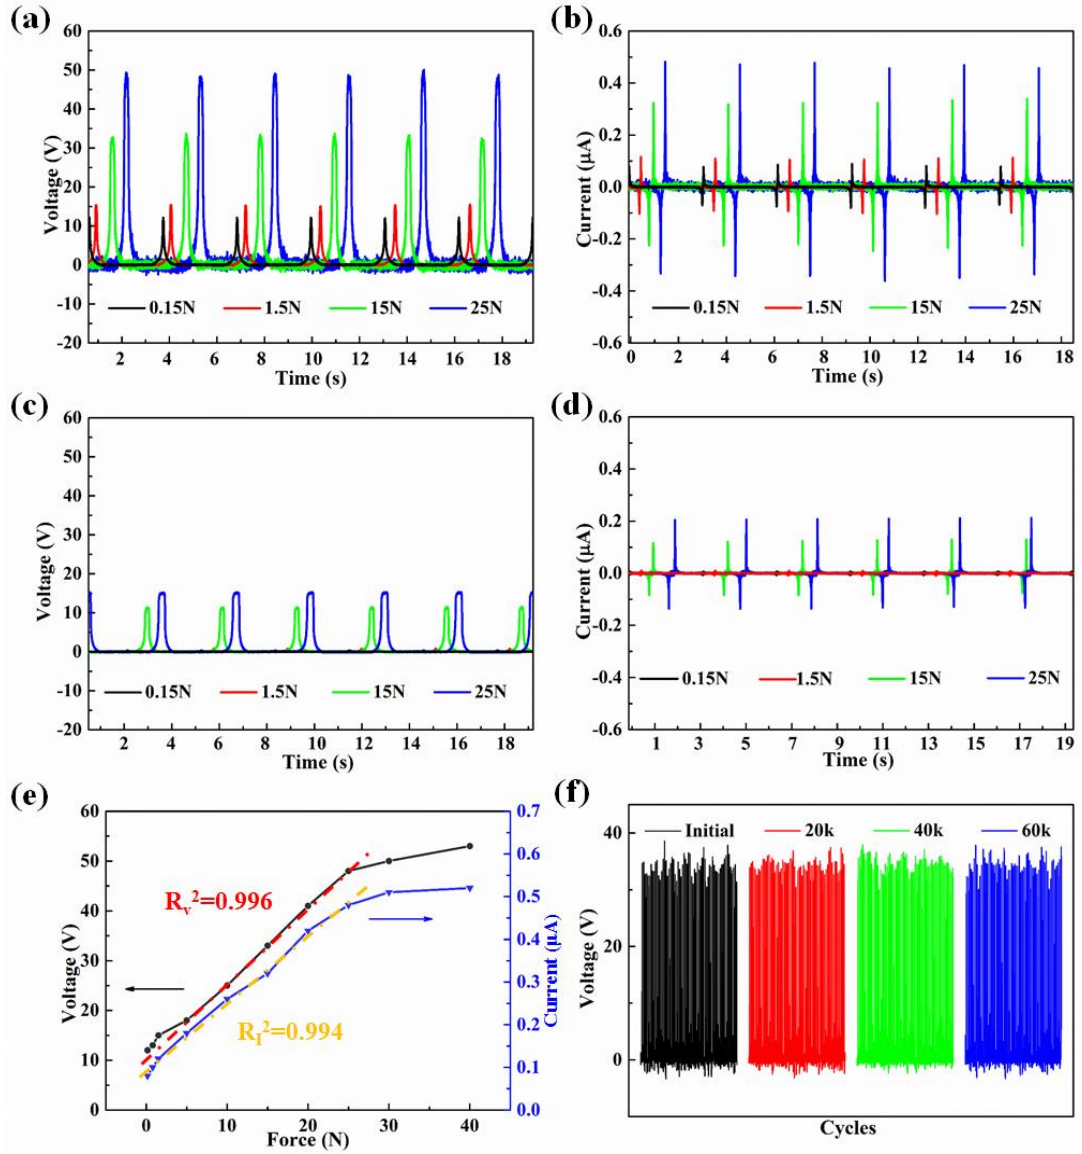 (a)
60
50
40
30
20
10
0
-10
-20
Voltage (V)
0.15N 1.5N 15N 25N
2 4 6 8 10 12 14 16 18
Time (s)
(b)
0.6
0.4
0.2
0.0
-0.2
-0.4
-0.6
Current (μA)
0.15N 1.5N 15N 25N
0 2 4 6 8 10 12 14 16 18
Time (s)
(c)
60
50
40
30
20
10
0
-10
-20
Voltage (V)
0.15N 1.5N 15N 25N
2 4 6 8 10 12 14 16 18
Time (s)
(d)
0.6
0.4
0.2
0.0
-0.2
-0.4
-0.6
Current (μA)
0.15N 1.5N 15N 25N
1 3 5 7 9 11 13 15 17 19
Time (s)
(e)
60
50
40
30
20
10
0
Voltage (V)
Rv²=0.996
RI²=0.994
0.7
0.6
0.5
0.4
0.3
0.2
0.1
0.0
Current (μA)
0 10 20 30 40
Force (N)
(f)
Initial 20k 40k 60k
40
20
0
Voltage (V)
Cycles